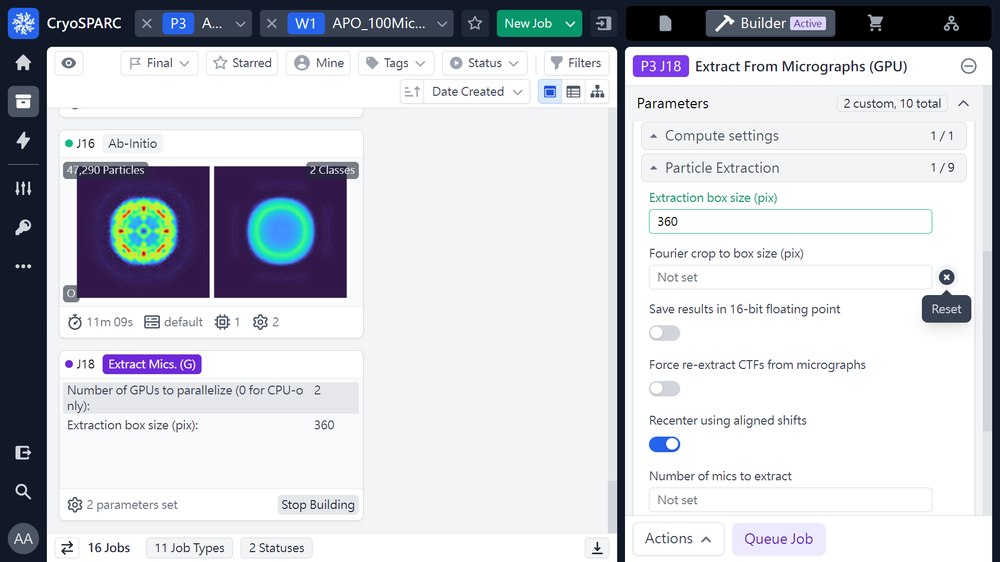 CryoSPARC
P3 A...
W1 APO_100Mic...
New Job
Builder Active
Final
Starred
Mine
Tags
Status
Filters
Date Created
J16 Ab-Initio
47,290 Particles
2 Classes
O
11m 09s default 1 2
J18 Extract Mics. (G)
Number of GPUs to parallelize (0 for CPU-o 2
nly):
Extraction box size (pix): 360
2 parameters set
Stop Building
AA
16 Jobs
11 Job Types
2 Statuses
P3 J18 Extract From Micrographs (GPU)
Parameters
2 custom, 10 total
Compute settings 1 / 1
Particle Extraction 1 / 9
Extraction box size (pix)
360
Fourier crop to box size (pix)
Not set
Reset
Save results in 16-bit floating point
Force re-extract CTFs from micrographs
Recenter using aligned shifts
Number of mics to extract
Not set
Actions
Queue Job